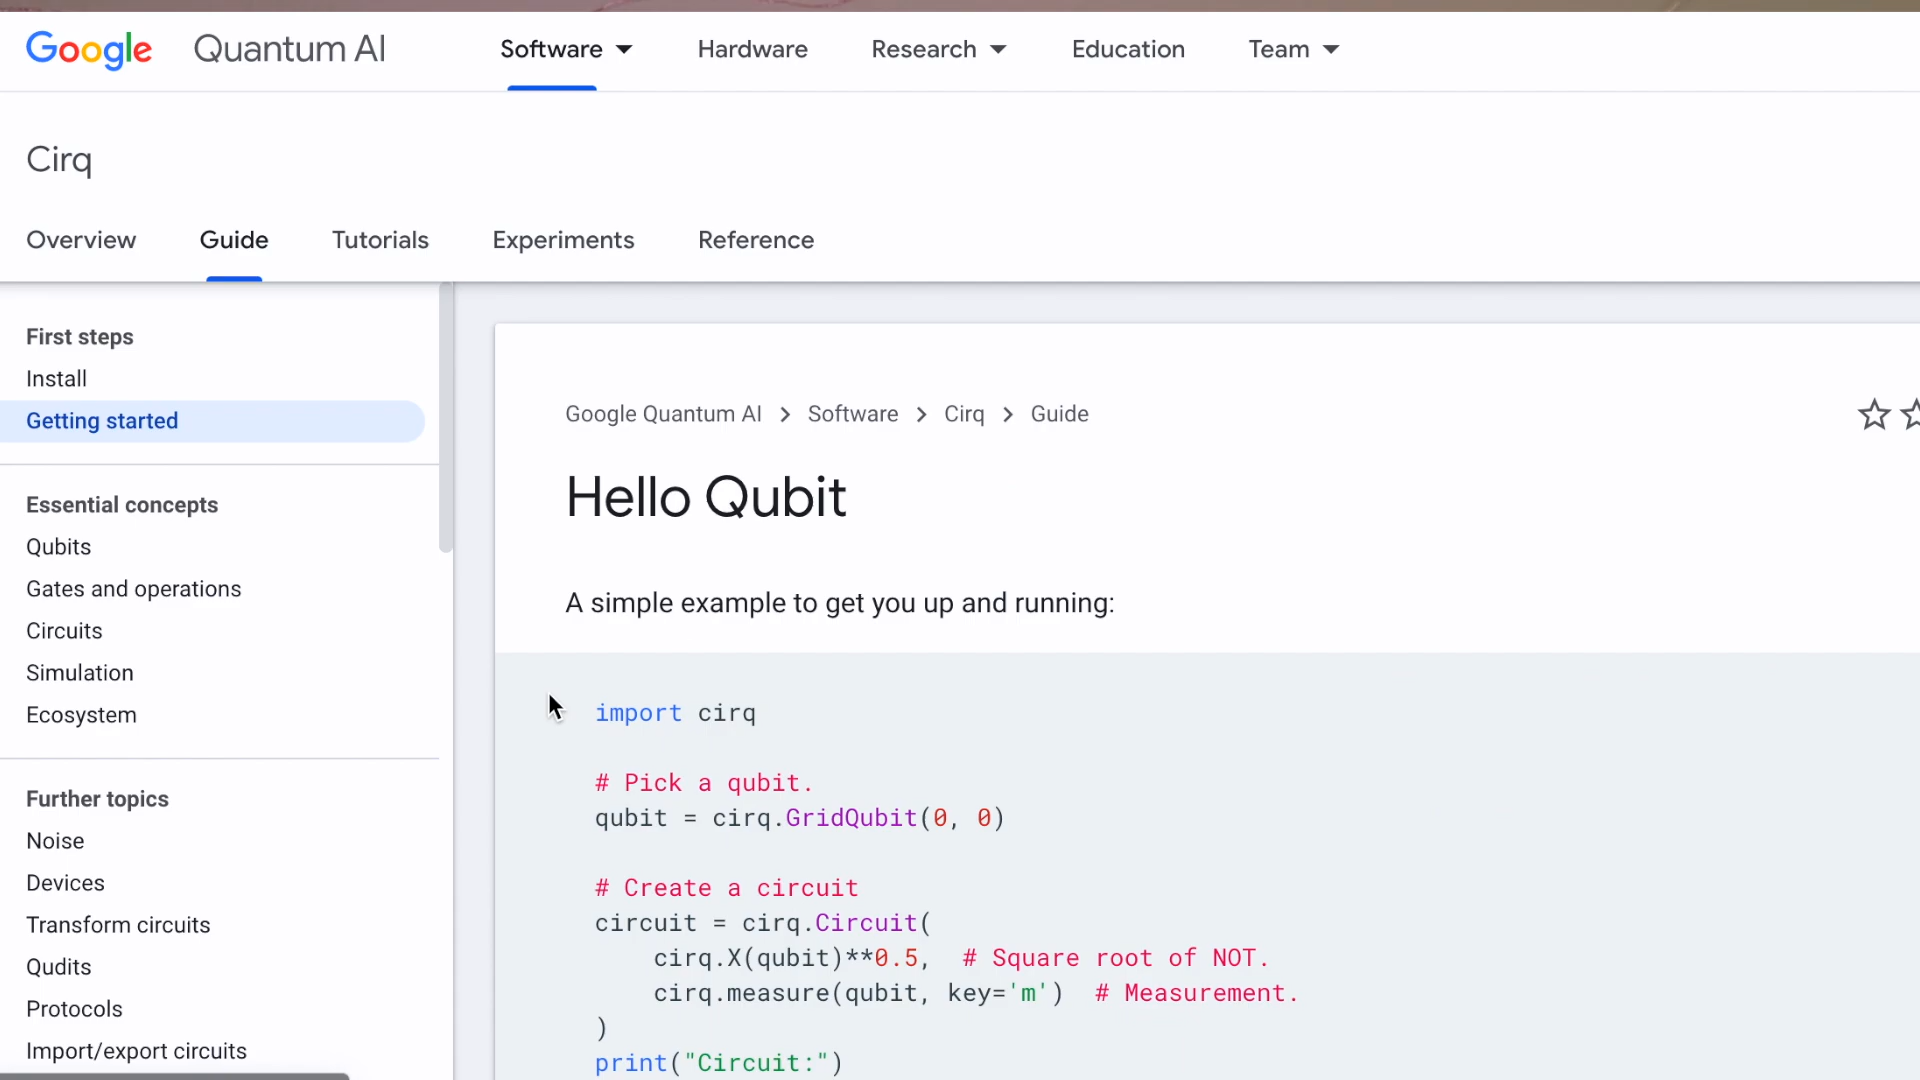 Google Quantum AI Software Hardware Research Education Team
Cirq
Overview Guide Tutorials Experiments Reference
First steps
Install
Getting started
Essential concepts
Qubits
Gates and operations
Circuits
Simulation
Ecosystem
Further topics
Noise
Devices
Transform circuits
Qudits
Protocols
Import/export circuits
Google Quantum AI > Software > Cirq > Guide
Hello Qubit
A simple example to get you up and running:
import cirq
# Pick a qubit.
qubit = cirq.GridQubit(0, 0)
# Create a circuit
circuit = cirq.Circuit(
    cirq.X(qubit)**0.5,  # Square root of NOT.
    cirq.measure(qubit, key='m')  # Measurement.
)
print("Circuit:")